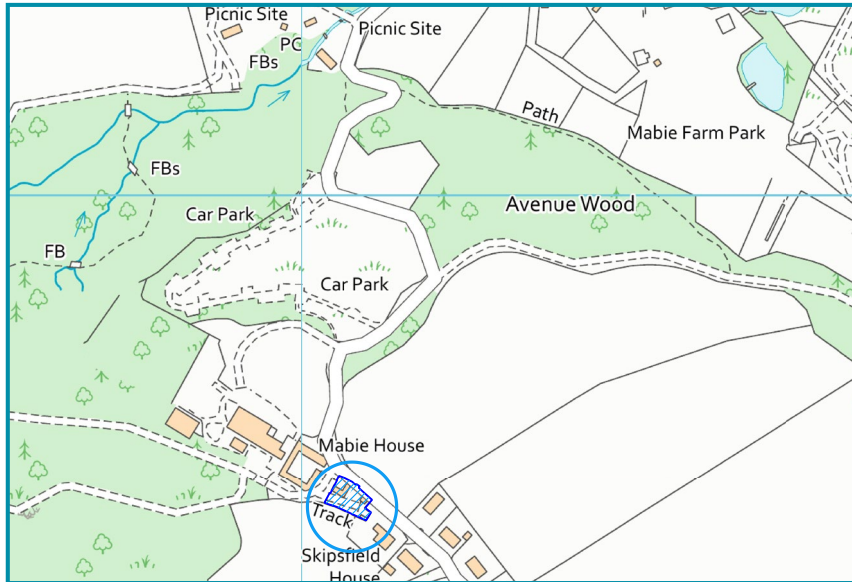 Picnic Site
Picnic Site
PC
FBs
Path
Mabie Farm Park
FBs
Avenue Wood
Car Park
FB
Car Park
Mabie House
Track
Skipsfield
House